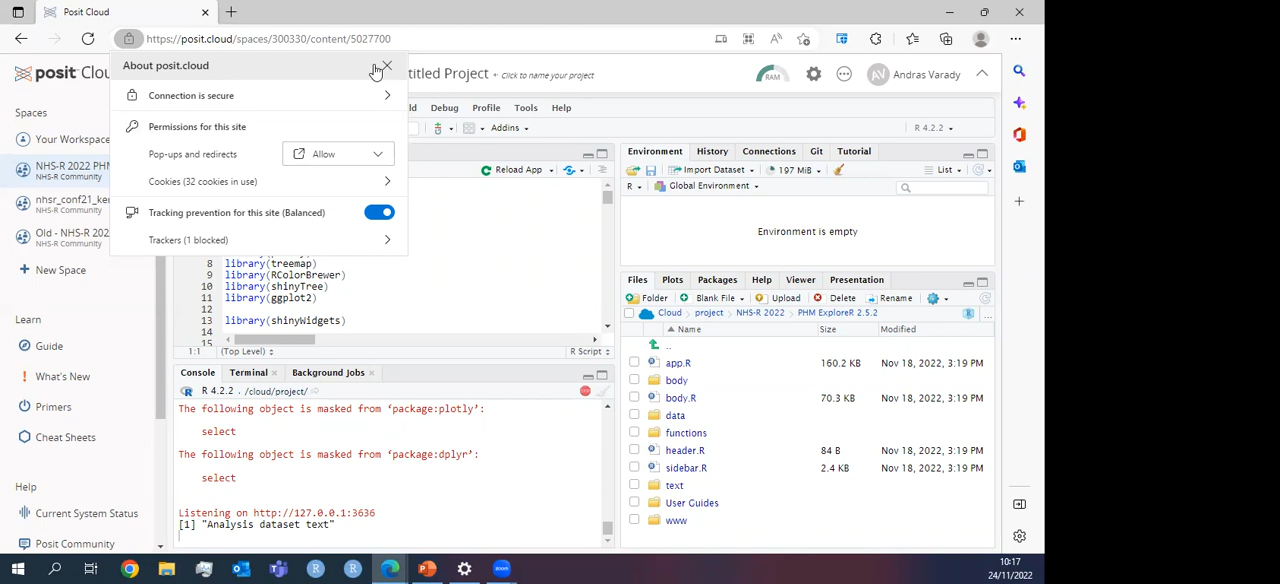 Posit Cloud
https://posit.cloud/spaces/300330/content/5027700
posit Clou
About posit.cloud
Connection is secure
Permissions for this site
Pop-ups and redirects
Allow
Cookies (32 cookies in use)
Tracking prevention for this site (Balanced)
Trackers (1 blocked)
titled Project
Click to name your project
RAM
AV
Andras Varady
Spaces
Your Workspa
NHS-R 2022 PHM
NHS-R Community
nhsr_conf21_ke
NHS-R Community
Old - NHS-R 202
NHS-R Community
New Space
Learn
Guide
What's New
Primers
Cheat Sheets
Help
Current System Status
Posit Community
ld Debug Profile Tools Help
Addins
R 4.2.2
Reload App
8 library(treemap)
9 library(RColorBrewer)
10 library(shinyTree)
11 library(ggplot2)
12
13 library(shinyWidgets)
14
15
1:1 (Top Level) R Script
Console Terminal Background Jobs
R 4.2.2 . /cloud/project/
The following object is masked from ‘package:plotly’:
select
The following object is masked from ‘package:dplyr’:
select
Listening on http://127.0.0.1:3636
[1] "Analysis dataset text"
Environment History Connections Git Tutorial
Import Dataset 197 MiB List
R Global Environment
Environment is empty
Files Plots Packages Help Viewer Presentation
Folder Blank File Upload Delete Rename
Cloud project NHS-R 2022 PHM ExploreR 2.5.2 ...
Name Size Modified
..
app.R 160.2 KB Nov 18, 2022, 3:19 PM
body
body.R 70.3 KB Nov 18, 2022, 3:19 PM
data
functions
header.R 84 B Nov 18, 2022, 3:19 PM
sidebar.R 2.4 KB Nov 18, 2022, 3:19 PM
text
User Guides
www
10:17
24/11/2022